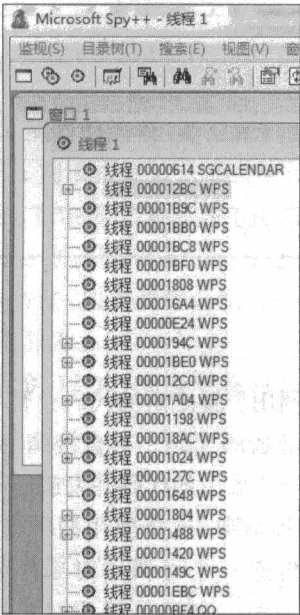 Microsoft Spy++ - 线程 1
监视(S) 目录树(T) 搜索(E) 视图(V)
窗口 1
线程 1
线程 00000614 SGCALENDAR
线程 000012BC WPS
线程 00001B9C WPS
线程 00001BB0 WPS
线程 00001BC8 WPS
线程 00001BF0 WPS
线程 00001808 WPS
线程 000016A4 WPS
线程 00000E24 WPS
线程 0000194C WPS
线程 00001BE0 WPS
线程 000012C0 WPS
线程 00001A04 WPS
线程 00001198 WPS
线程 000018AC WPS
线程 00001024 WPS
线程 0000127C WPS
线程 00001648 WPS
线程 00001804 WPS
线程 00001488 WPS
线程 00001420 WPS
线程 0000149C WPS
线程 00001EBC WPS
线程 00000BF4 QQ